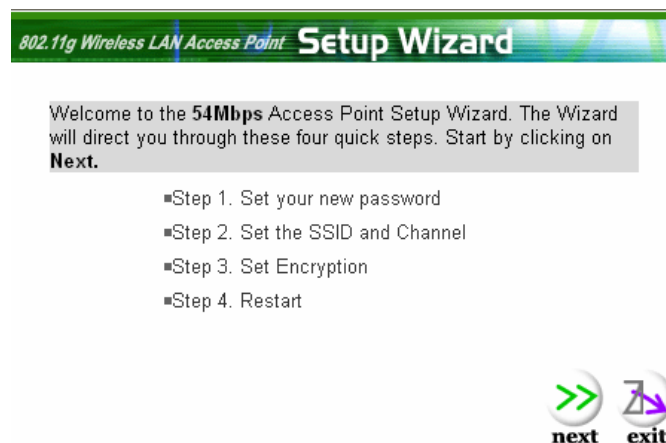 802.11g Wireless LAN Access Point Setup Wizard
Welcome to the 54Mbps Access Point Setup Wizard. The Wizard
will direct you through these four quick steps. Start by clicking on
Next.
Step 1. Set your new password
Step 2. Set the SSID and Channel
Step 3. Set Encryption
Step 4. Restart
next exit